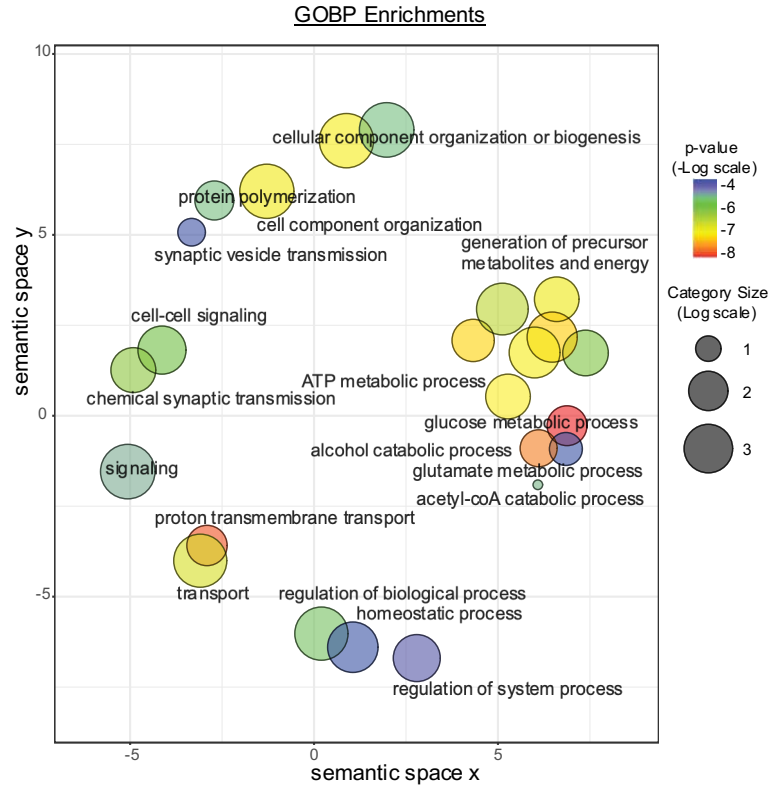 GOBP Enrichments
10
5
0
-5
semantic space y
cellular component organization or biogenesis
protein polymerization
cell component organization
synaptic vesicle transmission
generation of precursor
metabolites and energy
cell-cell signaling
ATP metabolic process
chemical synaptic transmission
glucose metabolic process
alcohol catabolic process
signaling
glutamate metabolic process
acetyl-coA catabolic process
proton transmembrane transport
transport
regulation of biological process
homeostatic process
regulation of system process
-5
0
5
semantic space x
p-value
(-Log scale)
-4
-6
-7
-8
Category Size
(Log scale)
1
2
3